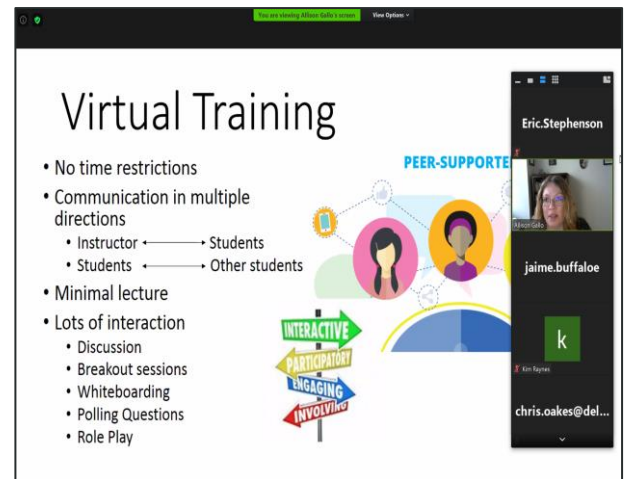 You are viewing Allison Gallo's screen
View Options
Virtual Training
• No time restrictions
• Communication in multiple
directions
• Instructor ⟷ Students
• Students ⟷ Other students
• Minimal lecture
• Lots of interaction
• Discussion
• Breakout sessions
• Whiteboarding
• Polling Questions
• Role Play
PEER-SUPPORTE
INTERACTIVE
PARTICIPATORY
ENGAGING
INVOLVING
Eric.Stephenson
Allison Gallo
jaime.buffaloe
k
Kim Raynes
chris.oakes@del...